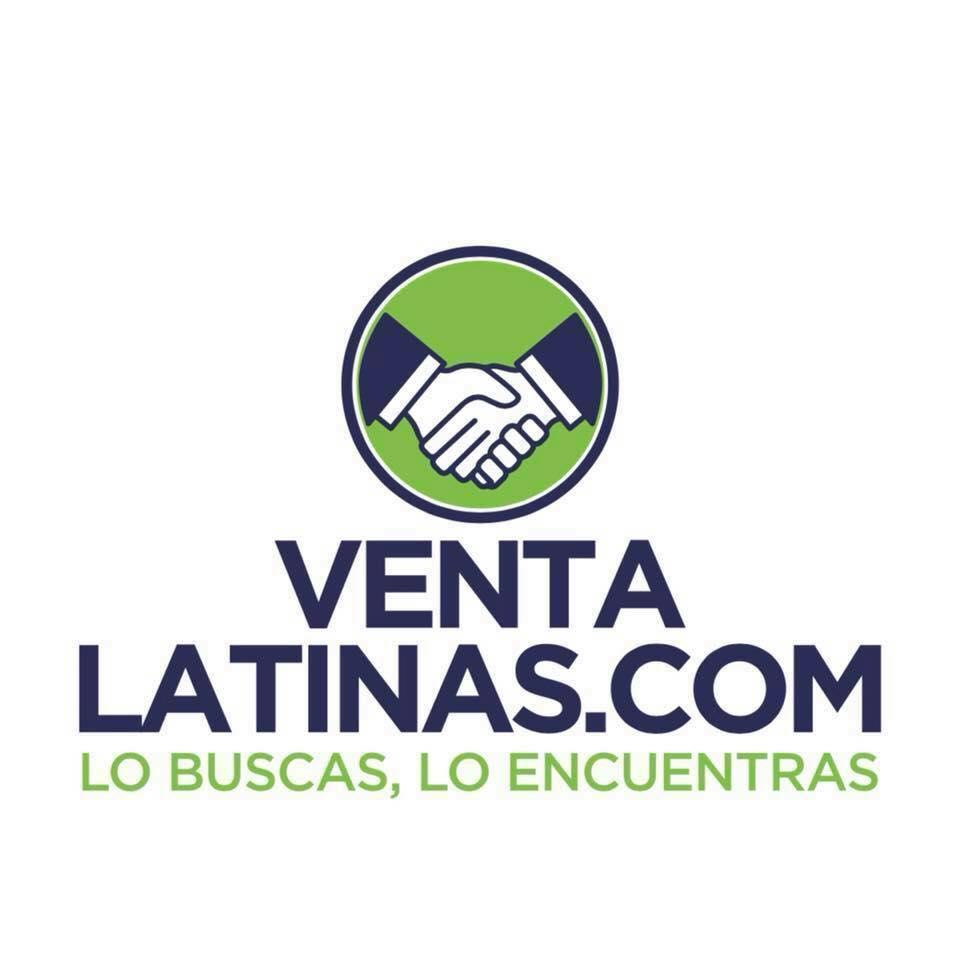 VENTA
LATINAS.COM
LO BUSCAS, LO ENCUENTRAS